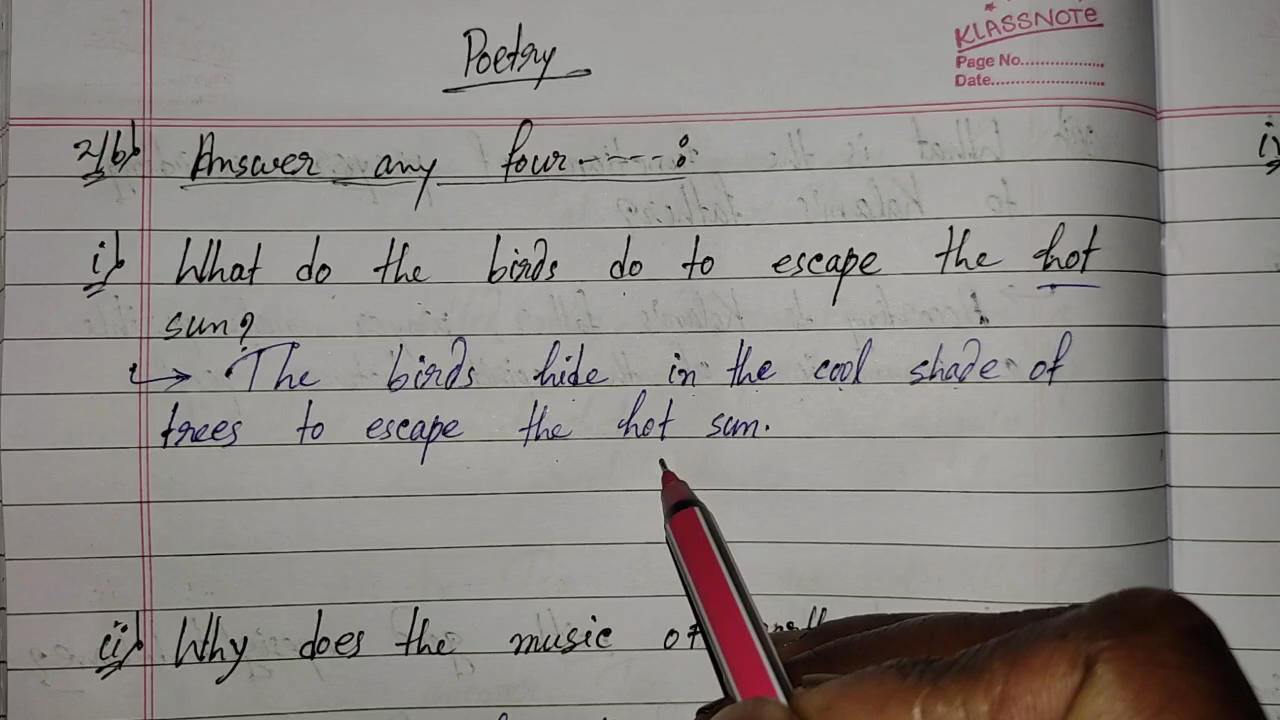 KLASSNOTE
Page No.
Date.
Poetry
2/b)
Answer any four----:
i) What do the birds do to escape the hot
sun?
↳ The birds hide in the cool shade of
trees to escape the hot sun.
ii) Why does the music of